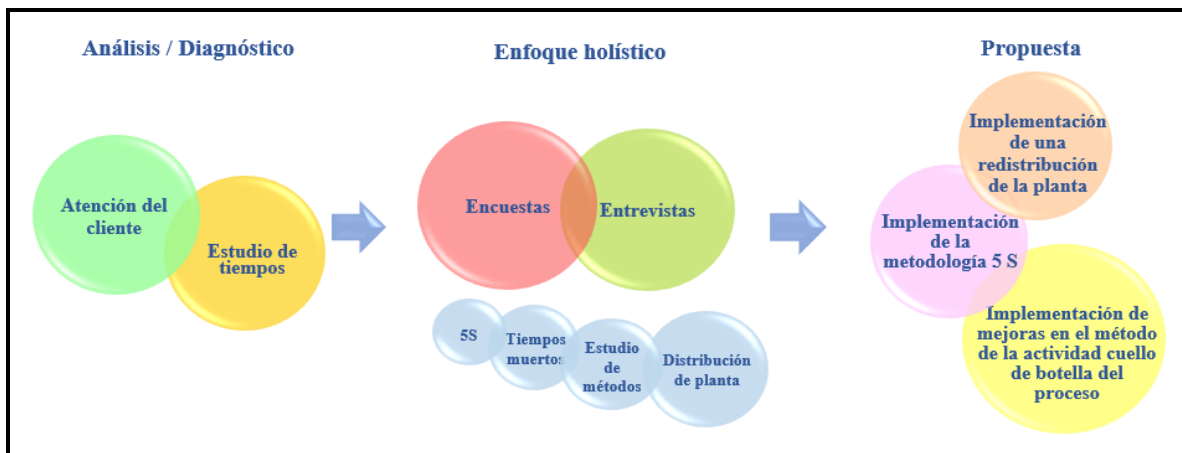 Análisis / Diagnóstico
Atención del
cliente
Estudio de
tiempos
Enfoque holístico
Encuestas
Entrevistas
5S
Tiempos
muertos
Estudio
de
métodos
Distribución
de planta
Propuesta
Implementación
de una
redistribución
de la planta
Implementación
de la
metodología 5 S
Implementación de
mejoras en el método
de la actividad cuello
de botella del
proceso